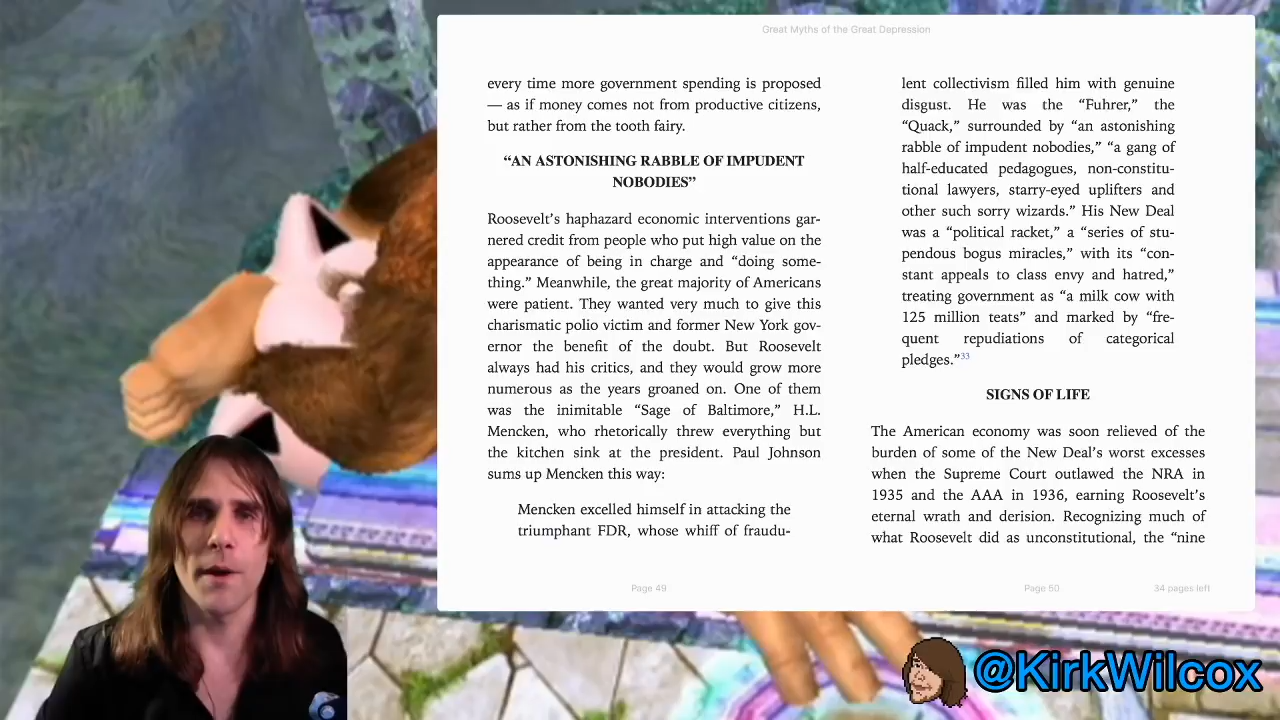 Great Myths of the Great Depression
every time more government spending is proposed
— as if money comes not from productive citizens,
but rather from the tooth fairy.
“AN ASTONISHING RABBLE OF IMPUDENT
NOBODIES”
Roosevelt’s haphazard economic interventions gar-
nered credit from people who put high value on the
appearance of being in charge and “doing some-
thing.” Meanwhile, the great majority of Americans
were patient. They wanted very much to give this
charismatic polio victim and former New York gov-
ernor the benefit of the doubt. But Roosevelt
always had his critics, and they would grow more
numerous as the years groaned on. One of them
was the inimitable “Sage of Baltimore,” H.L.
Mencken, who rhetorically threw everything but
the kitchen sink at the president. Paul Johnson
sums up Mencken this way:
Mencken excelled himself in attacking the
triumphant FDR, whose whiff of fraudu-
Page 49
lent collectivism filled him with genuine
disgust. He was the “Fuhrer,” the
“Quack,” surrounded by “an astonishing
rabble of impudent nobodies,” “a gang of
half-educated pedagogues, non-constitu-
tional lawyers, starry-eyed uplifters and
other such sorry wizards.” His New Deal
was a “political racket,” a “series of stu-
pendous bogus miracles,” with its “con-
stant appeals to class envy and hatred,”
treating government as “a milk cow with
125 million teats” and marked by “fre-
quent repudiations of categorical
pledges.”33
SIGNS OF LIFE
The American economy was soon relieved of the
burden of some of the New Deal’s worst excesses
when the Supreme Court outlawed the NRA in
1935 and the AAA in 1936, earning Roosevelt’s
eternal wrath and derision. Recognizing much of
what Roosevelt did as unconstitutional, the “nine
Page 50
34 pages left
@KirkWilcox